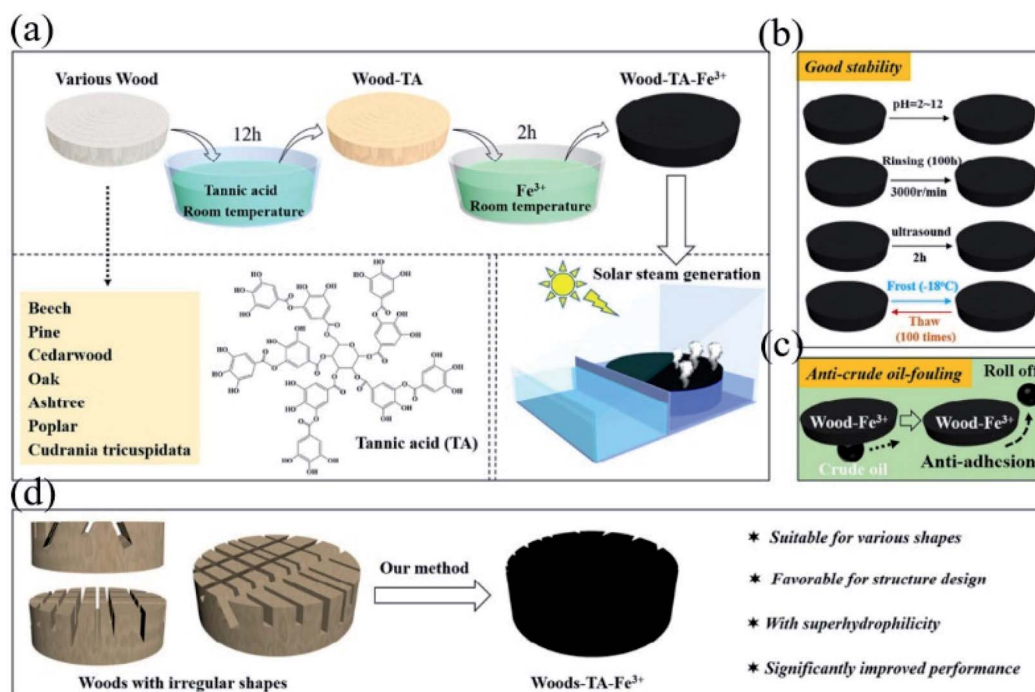 (a)
Various Wood
Wood-TA
Wood-TA-Fe³⁺
12h
2h
Tannic acid
Room temperature
Fe³⁺
Room temperature
Beech
Pine
Cedarwood
Oak
Ashtree
Poplar
Cudrania tricuspidata
Tannic acid (TA)
Solar steam generation
(b)
Good stability
pH=2~12
Rinsing (100h)
3000r/min
ultrasound
2h
Frost (-18°C)
Thaw
(100 times)
(c)
Anti-crude oil-fouling
Roll off
Wood-Fe³⁺
Wood-Fe³⁺
Crude oil
Anti-adhesion
(d)
Our method
Woods with irregular shapes
Woods-TA-Fe³⁺
✶ Suitable for various shapes
✶ Favorable for structure design
✶ With superhydrophilicity
✶ Significantly improved performance